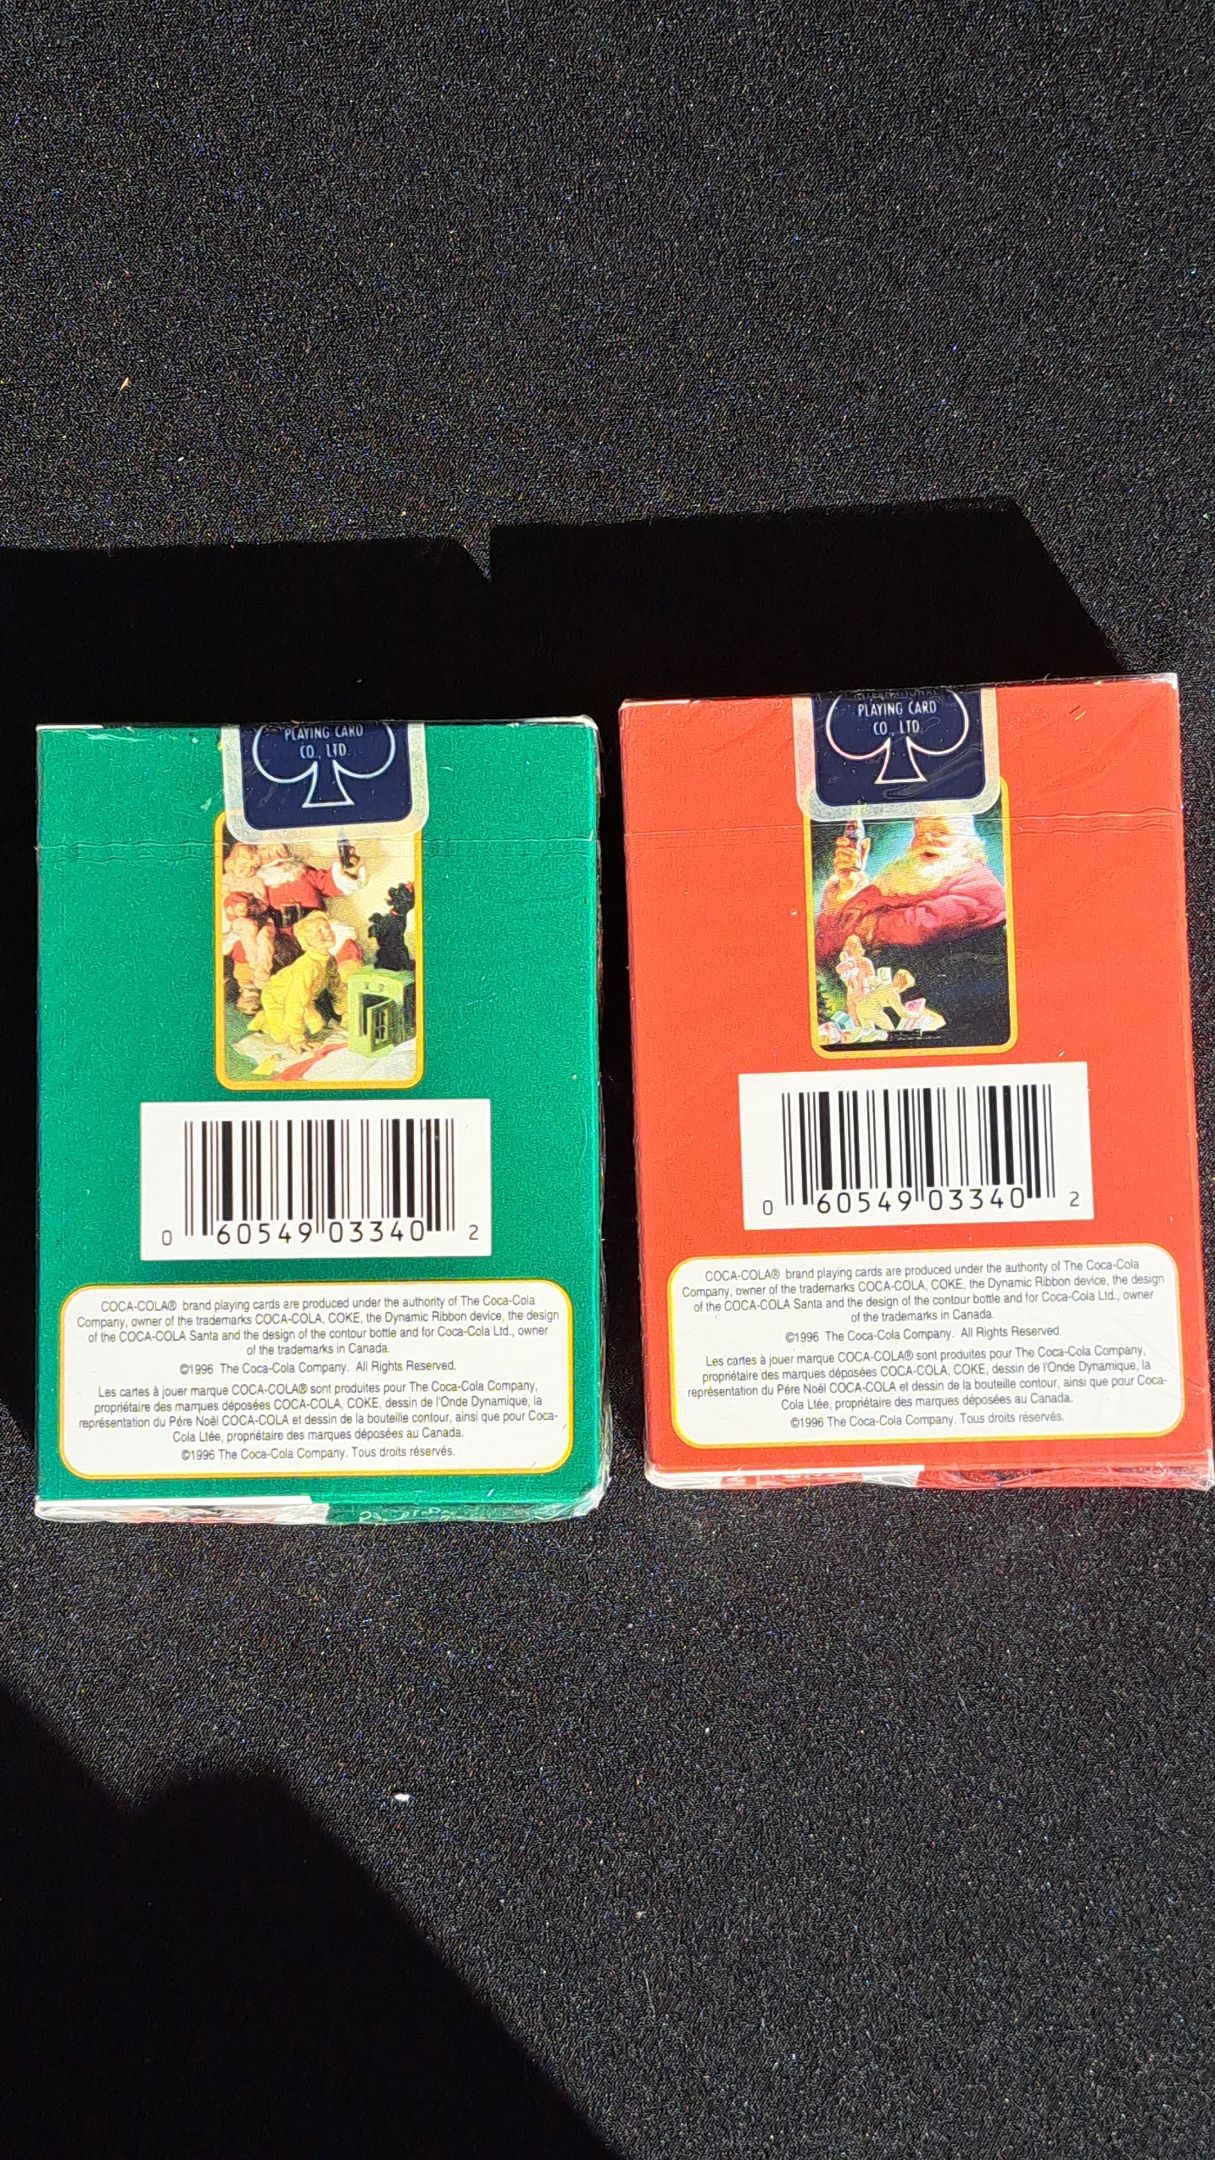 PLAYING CARD
CO., LTD.
0 60549 03340 2
COCA-COLA® brand playing cards are produced under the authority of The Coca-Cola
Company, owner of the trademarks COCA-COLA, COKE, the Dynamic Ribbon device, the design
of the COCA-COLA Santa and the design of the contour bottle and for Coca-Cola Ltd., owner
of the trademarks in Canada.
©1996 The Coca-Cola Company. All Rights Reserved.
Les cartes à jouer marque COCA-COLA® sont produites pour The Coca-Cola Company,
propriétaire des marques déposées COCA-COLA, COKE, dessin de l'Onde Dynamique, la
représentation du Père Noël COCA-COLA et dessin de la bouteille contour, ainsi que pour Coca-
Cola Ltée, propriétaire des marques déposées au Canada.
©1996 The Coca-Cola Company. Tous droits réservés.
PLAYING CARD
CO., LTD.
0 60549 03340 2
COCA-COLA® brand playing cards are produced under the authority of The Coca-Cola
Company, owner of the trademarks COCA-COLA, COKE, the Dynamic Ribbon device, the design
of the COCA-COLA Santa and the design of the contour bottle and for Coca-Cola Ltd., owner
of the trademarks in Canada.
©1996 The Coca-Cola Company. All Rights Reserved.
Les cartes à jouer marque COCA-COLA® sont produites pour The Coca-Cola Company,
propriétaire des marques déposées COCA-COLA, COKE, dessin de l'Onde Dynamique, la
représentation du Père Noël COCA-COLA et dessin de la bouteille contour, ainsi que pour Coca-
Cola Ltée, propriétaire des marques déposées au Canada.
©1996 The Coca-Cola Company. Tous droits réservés.